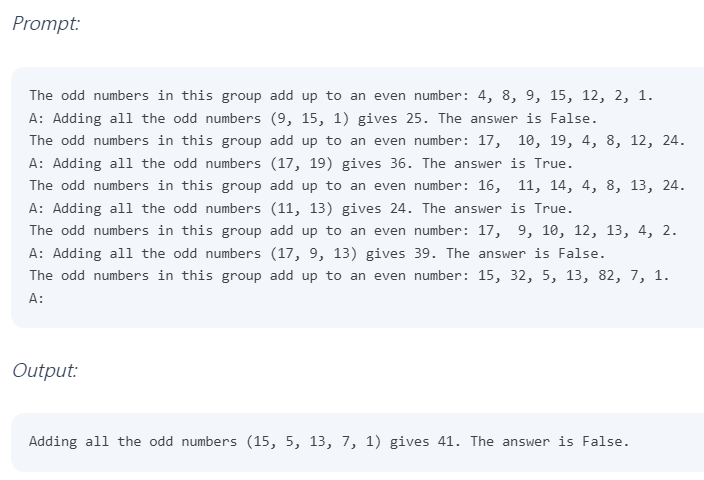 Prompt:
The odd numbers in this group add up to an even number: 4, 8, 9, 15, 12, 2, 1.
A: Adding all the odd numbers (9, 15, 1) gives 25. The answer is False.
The odd numbers in this group add up to an even number: 17,  10, 19, 4, 8, 12, 24.
A: Adding all the odd numbers (17, 19) gives 36. The answer is True.
The odd numbers in this group add up to an even number: 16,  11, 14, 4, 8, 13, 24.
A: Adding all the odd numbers (11, 13) gives 24. The answer is True.
The odd numbers in this group add up to an even number: 17,  9, 10, 12, 13, 4, 2.
A: Adding all the odd numbers (17, 9, 13) gives 39. The answer is False.
The odd numbers in this group add up to an even number: 15, 32, 5, 13, 82, 7, 1.
A:
Output:
Adding all the odd numbers (15, 5, 13, 7, 1) gives 41. The answer is False.